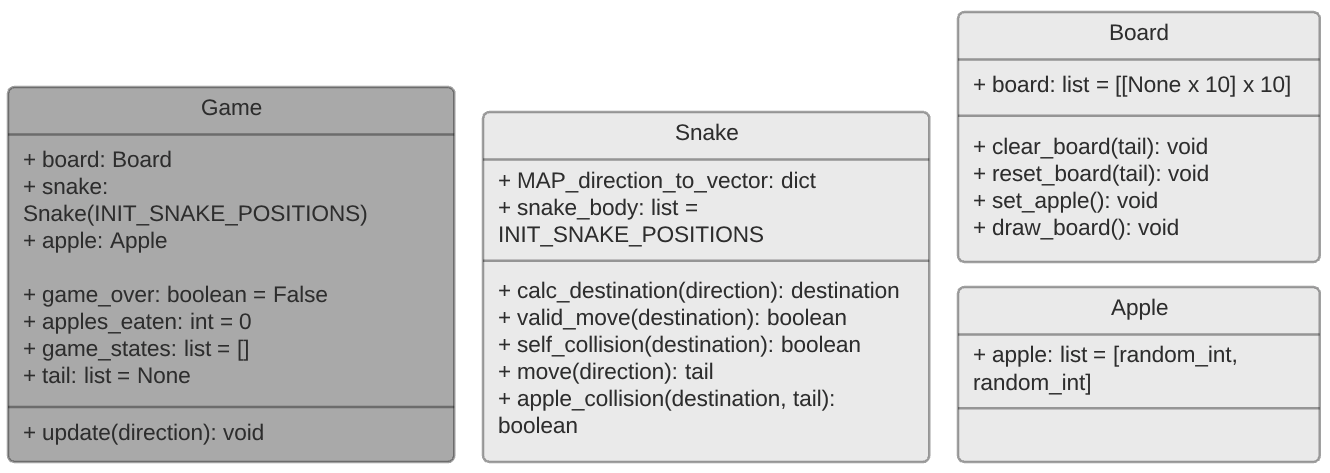 Game
+ board: Board
+ snake:
Snake(INIT_SNAKE_POSITIONS)
+ apple: Apple
+ game_over: boolean = False
+ apples_eaten: int = 0
+ game_states: list = []
+ tail: list = None
+ update(direction): void
Snake
+ MAP_direction_to_vector: dict
+ snake_body: list =
INIT_SNAKE_POSITIONS
+ calc_destination(direction): destination
+ valid_move(destination): boolean
+ self_collision(destination): boolean
+ move(direction): tail
+ apple_collision(destination, tail):
boolean
Board
+ board: list = [[None x 10] x 10]
+ clear_board(tail): void
+ reset_board(tail): void
+ set_apple(): void
+ draw_board(): void
Apple
+ apple: list = [random_int,
random_int]